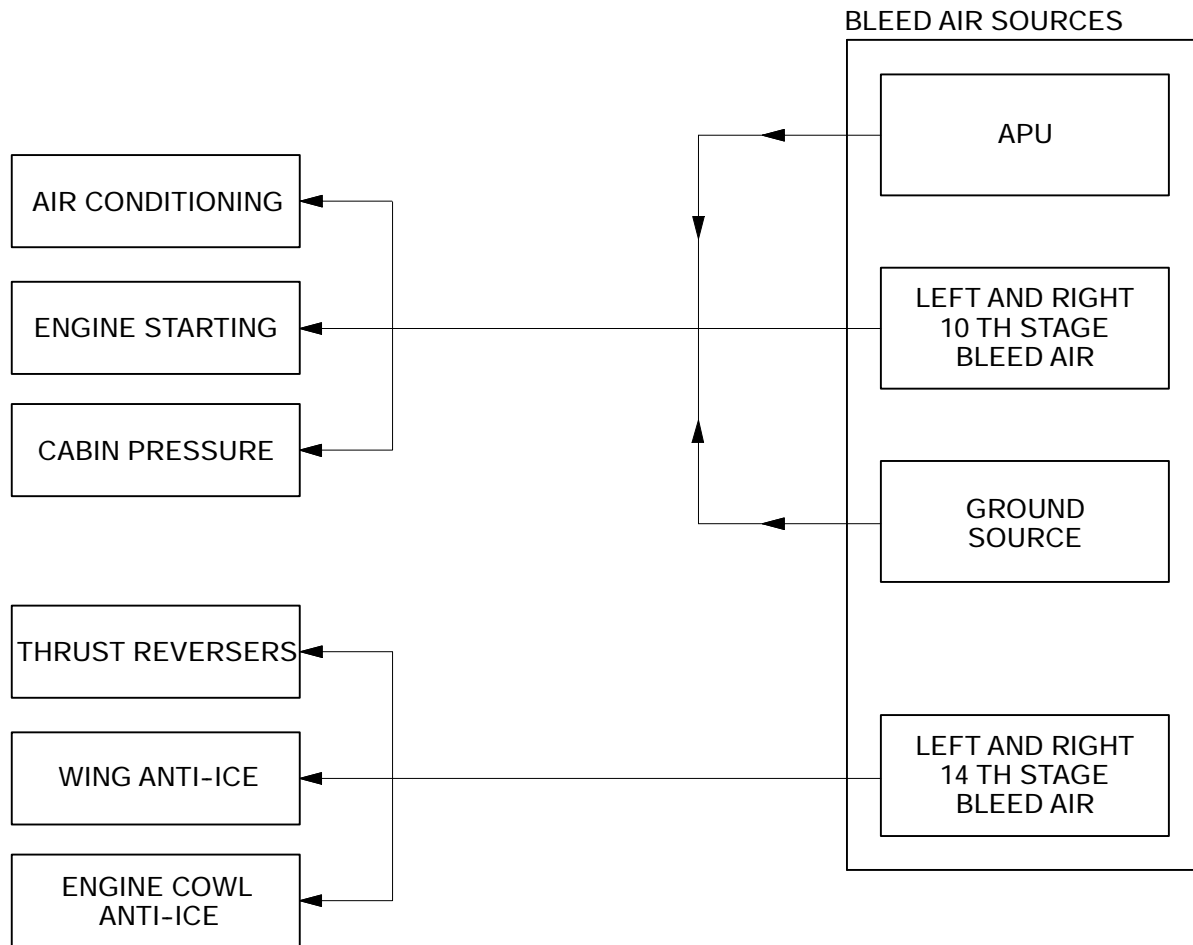 BLEED AIR SOURCES
APU
AIR CONDITIONING
ENGINE STARTING
LEFT AND RIGHT
10 TH STAGE
BLEED AIR
CABIN PRESSURE
GROUND
SOURCE
THRUST REVERSERS
WING ANTI-ICE
LEFT AND RIGHT
14 TH STAGE
BLEED AIR
ENGINE COWL
ANTI-ICE